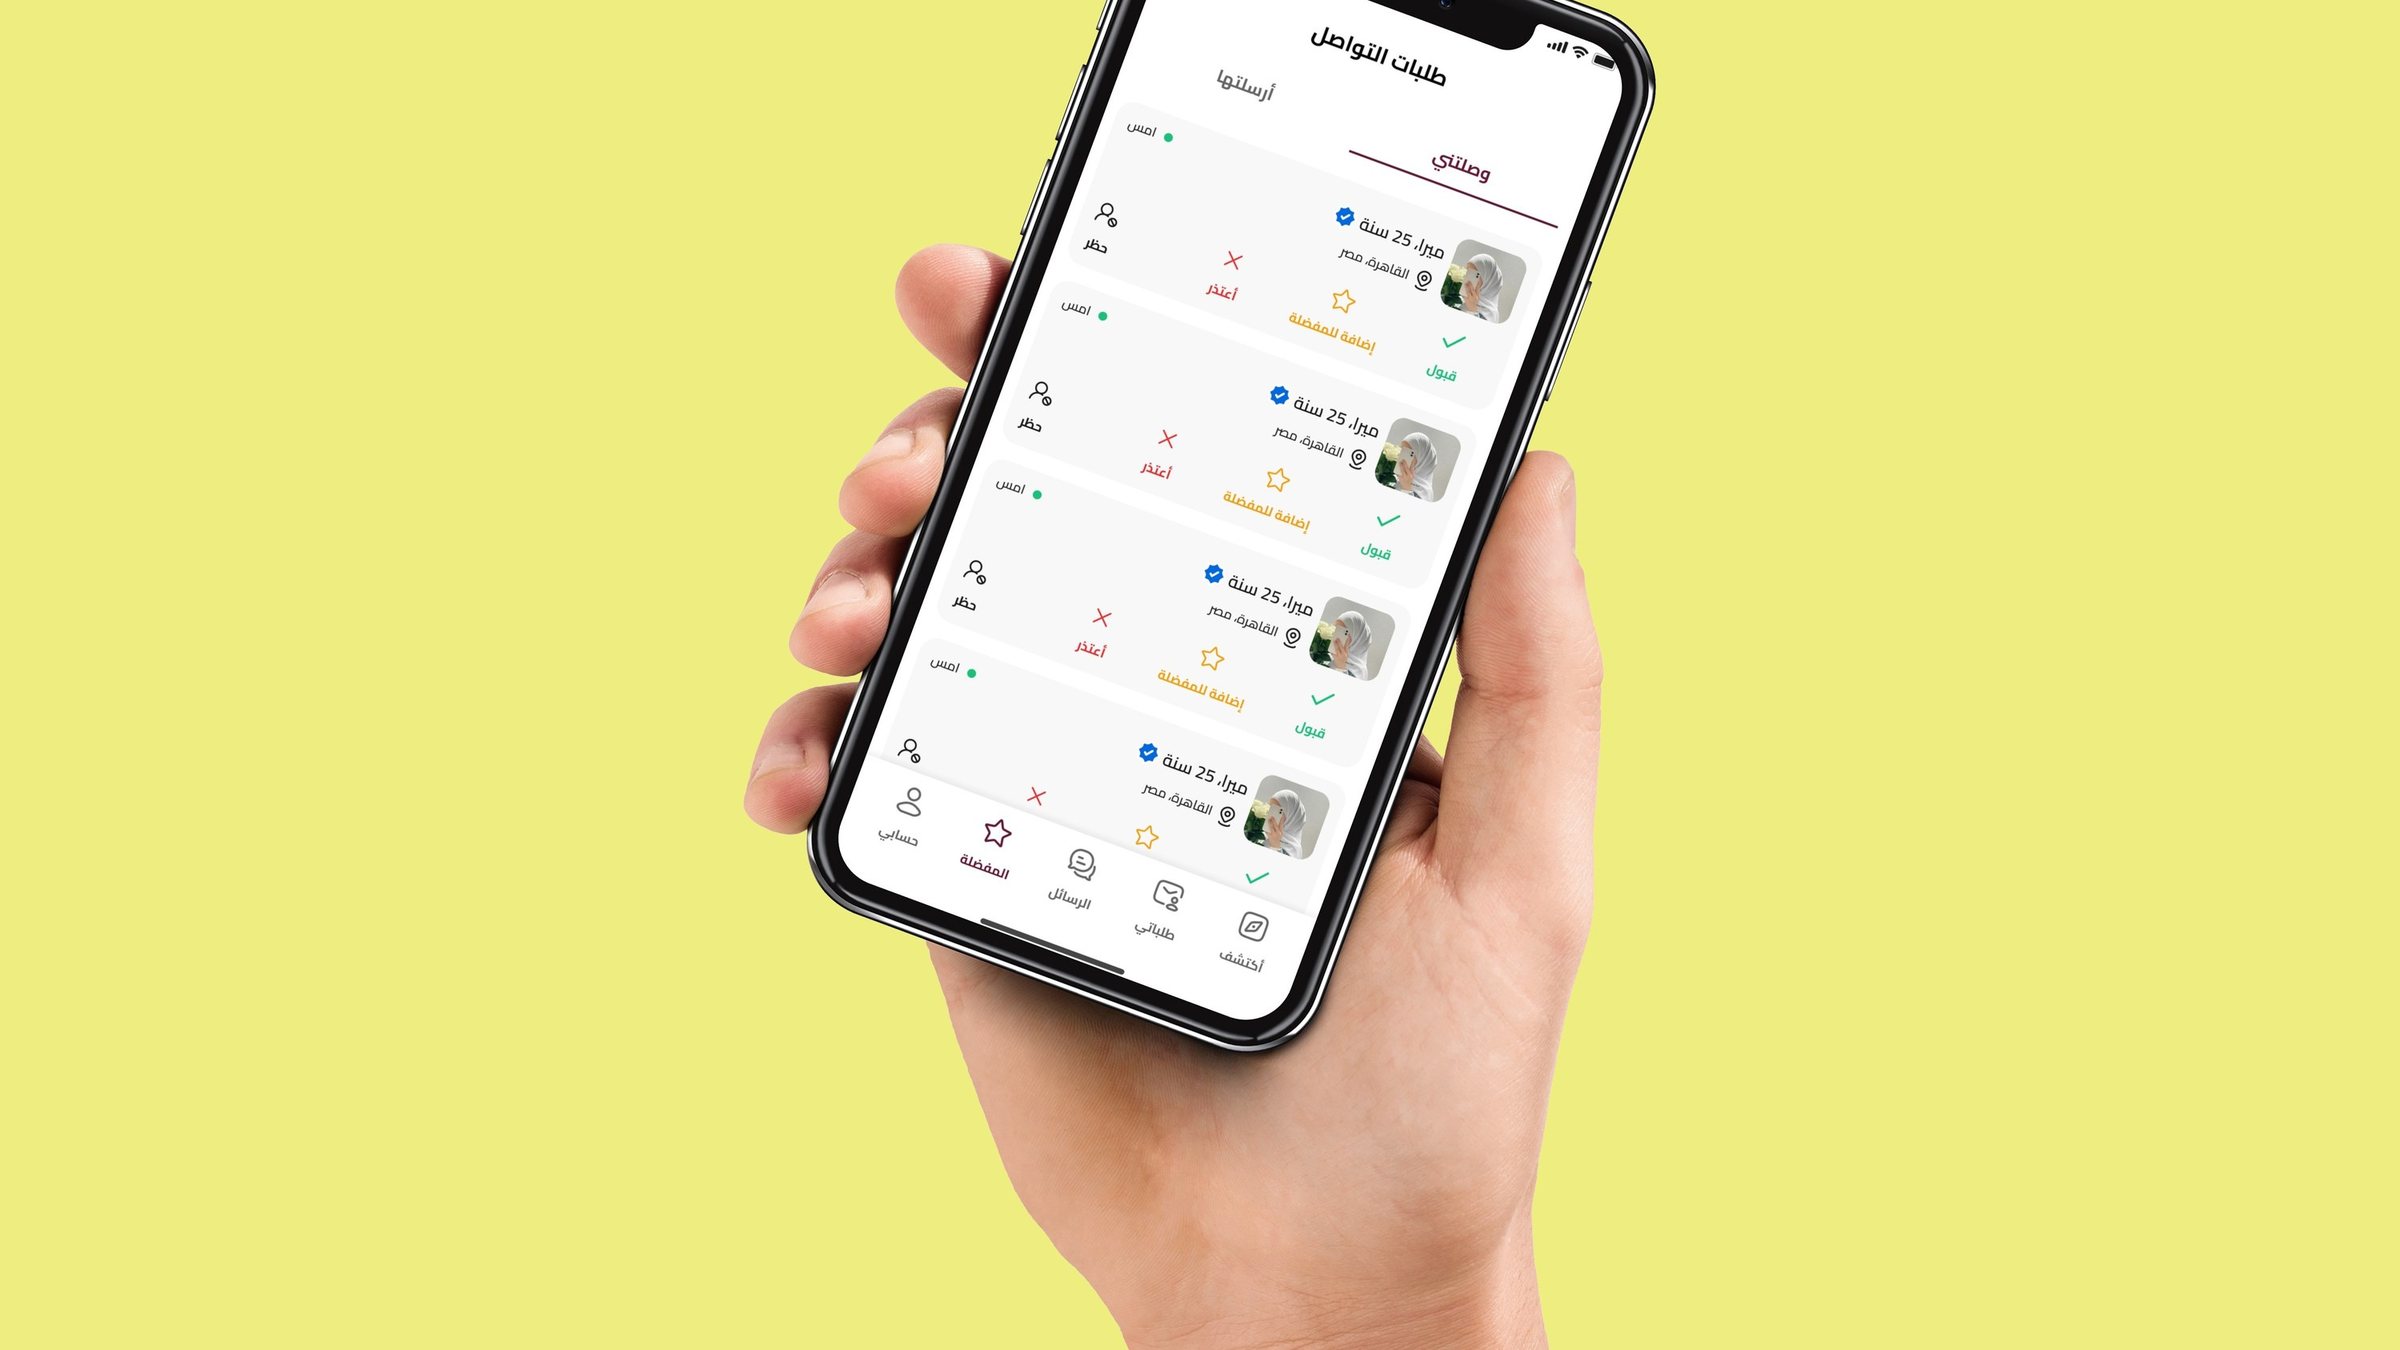 طلبات التواصل
وصلتني
أرسلتها
امس
ميرا، 25 سنة
القاهرة، مصر
قبول
إضافة للمفضلة
أعتذر
حظر
امس
ميرا، 25 سنة
القاهرة، مصر
قبول
إضافة للمفضلة
أعتذر
حظر
امس
ميرا، 25 سنة
القاهرة، مصر
قبول
إضافة للمفضلة
أعتذر
حظر
امس
ميرا، 25 سنة
القاهرة، مصر
أكتشف
طلباتي
الرسائل
المفضلة
حسابي